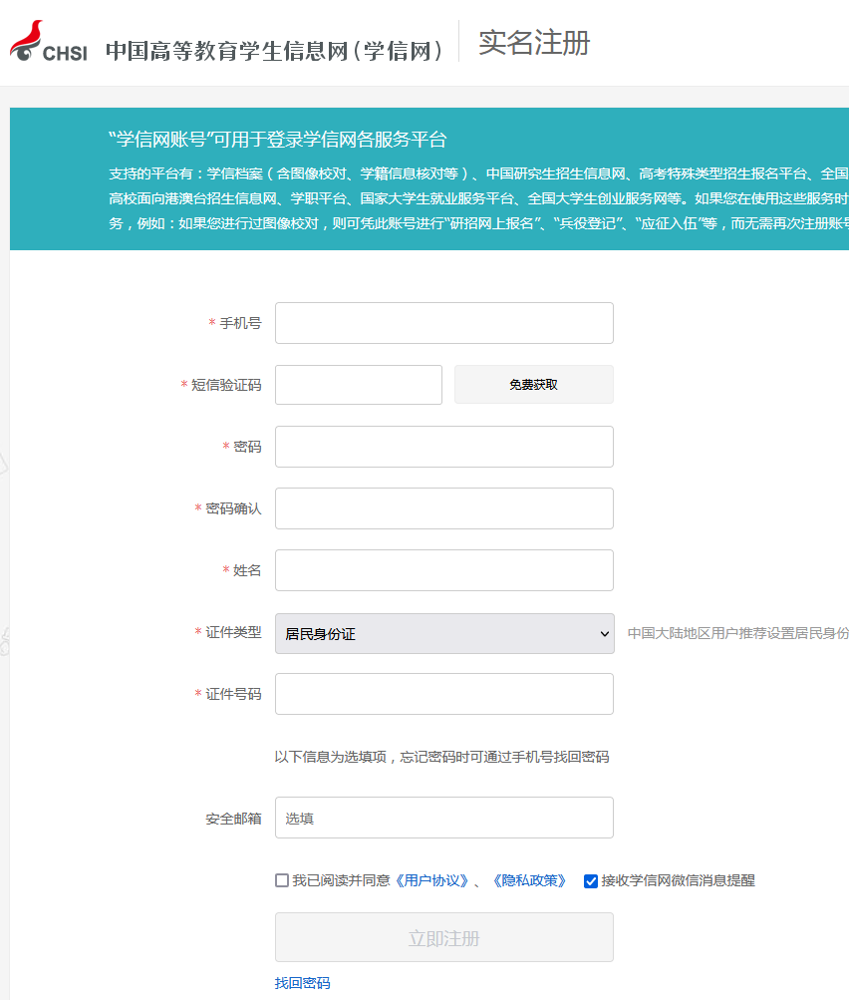 CHSI 中国高等教育学生信息网(学信网) 实名注册
“学信网账号”可用于登录学信网各服务平台
支持的平台有：学信档案（含图像校对、学籍信息核对等）、中国研究生招生信息网、高考特殊类型招生报名平台、全国
高校面向港澳台招生信息网、学职平台、国家大学生就业服务平台、全国大学生创业服务网等。如果您在使用这些服务时
务，例如：如果您进行过图像校对，则可凭此账号进行“研招网上报名”、“兵役登记”、“应征入伍”等，而无需再次注册账号
* 手机号
* 短信验证码 免费获取
* 密码
* 密码确认
* 姓名
* 证件类型 居民身份证 中国大陆地区用户推荐设置居民身份
* 证件号码
以下信息为选填项，忘记密码时可通过手机号找回密码
安全邮箱 选填
我已阅读并同意《用户协议》、《隐私政策》 接收学信网微信消息提醒
立即注册
找回密码